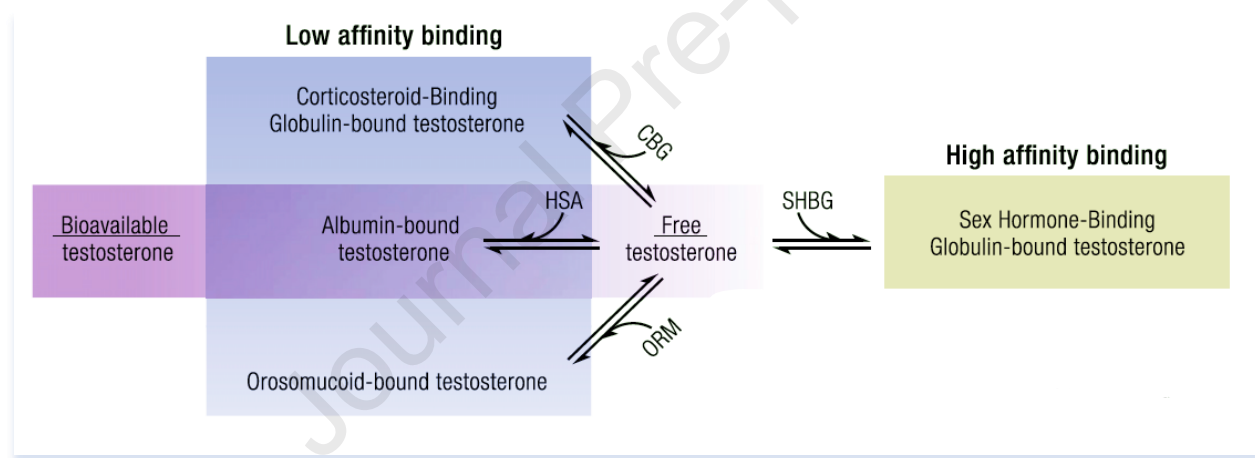 Low affinity binding
Corticosteroid-Binding
Globulin-bound testosterone
CBG
High affinity binding
Bioavailable
testosterone
Albumin-bound
testosterone
HSA
Free
testosterone
SHBG
Sex Hormone-Binding
Globulin-bound testosterone
ORM
Orosomucoid-bound testosterone
Journal Pre-